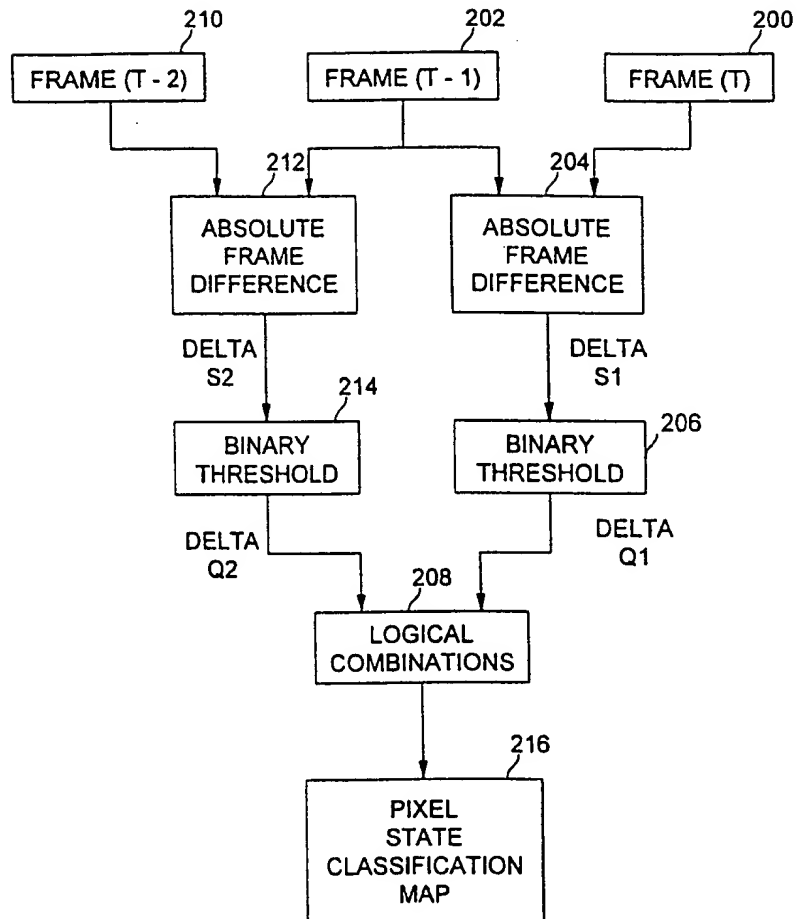 210
202
200
FRAME (T - 2)
FRAME (T - 1)
FRAME (T)
212
204
ABSOLUTE
FRAME
DIFFERENCE
ABSOLUTE
FRAME
DIFFERENCE
DELTA
S2
DELTA
S1
214
206
BINARY
THRESHOLD
BINARY
THRESHOLD
DELTA
Q2
DELTA
Q1
208
LOGICAL
COMBINATIONS
216
PIXEL
STATE
CLASSIFICATION
MAP